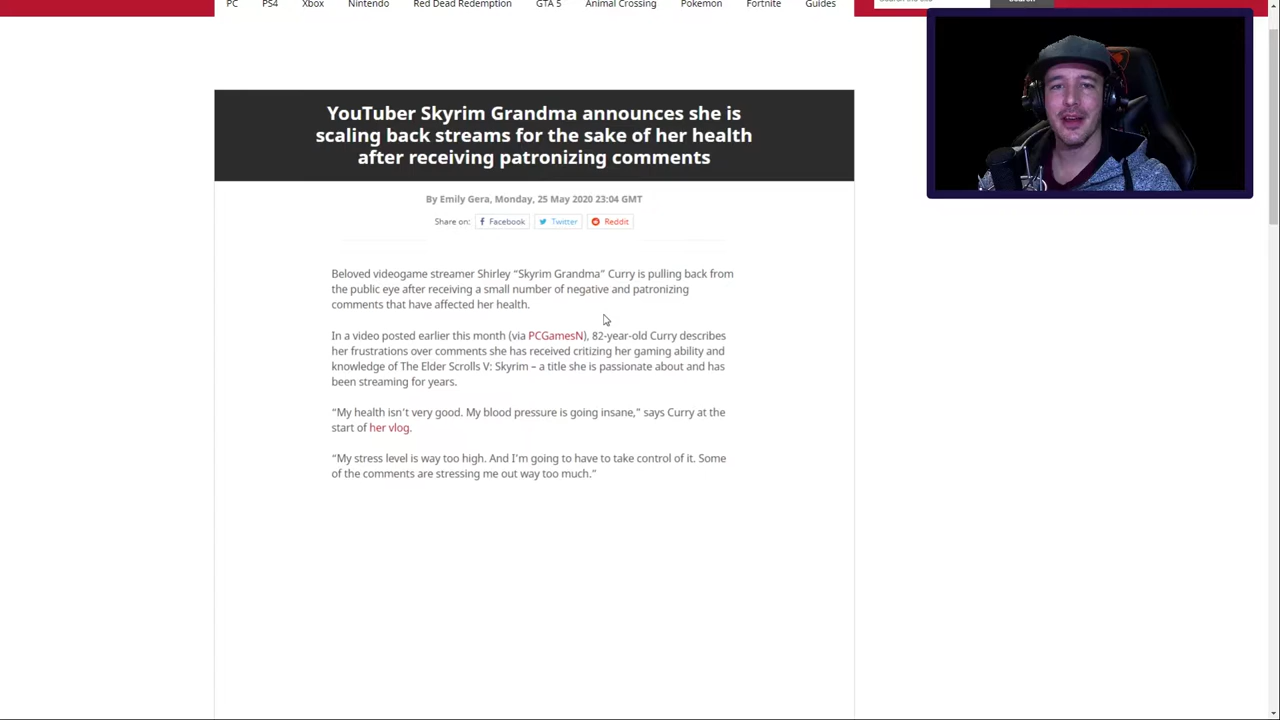 PC PS4 Xbox Nintendo Red Dead Redemption GTA 5 Animal Crossing Pokemon Fortnite Guides
YouTuber Skyrim Grandma announces she is
scaling back streams for the sake of her health
after receiving patronizing comments
By Emily Gera, Monday, 25 May 2020 23:04 GMT
Share on: Facebook Twitter Reddit
Beloved videogame streamer Shirley “Skyrim Grandma” Curry is pulling back from
the public eye after receiving a small number of negative and patronizing
comments that have affected her health.
In a video posted earlier this month (via PCGamesN), 82-year-old Curry describes
her frustrations over comments she has received critizing her gaming ability and
knowledge of The Elder Scrolls V: Skyrim – a title she is passionate about and has
been streaming for years.
“My health isn’t very good. My blood pressure is going insane,” says Curry at the
start of her vlog.
“My stress level is way too high. And I’m going to have to take control of it. Some
of the comments are stressing me out way too much.”